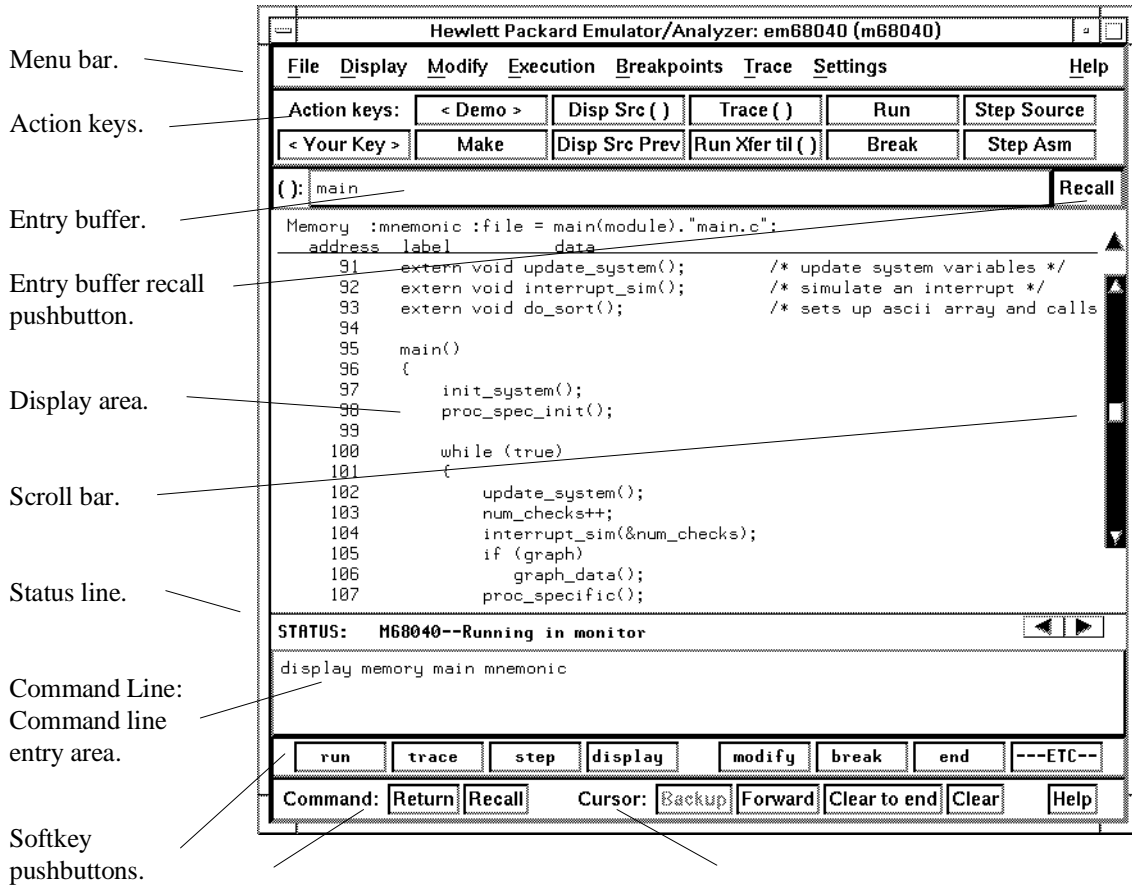 Hewlett Packard Emulator/Analyzer: em68040 (m68040)
Menu bar.
File Display Modify Execution Breakpoints Trace Settings Help
Action keys.
Action keys: < Demo > Disp Src ( ) Trace ( ) Run Step Source
< Your Key > Make Disp Src Prev Run Xfer til ( ) Break Step Asm
Entry buffer.
( ): main Recall
Entry buffer recall
pushbutton.
Memory :mnemonic :file = main(module)."main.c":
address label data
91 extern void update_system(); /* update system variables */
92 extern void interrupt_sim(); /* simulate an interrupt */
93 extern void do_sort(); /* sets up ascii array and calls
94
95 main()
96 {
97 init_system();
Display area.
98 proc_spec_init();
99
100 while (true)
101 {
Scroll bar.
102 update_system();
103 num_checks++;
104 interrupt_sim(&num_checks);
105 if (graph)
106 graph_data();
107 proc_specific();
Status line.
STATUS: M68040--Running in monitor
display memory main mnemonic
Command Line:
Command line
entry area.
run trace step display modify break end ---ETC--
Command: Return Recall Cursor: Backup Forward Clear to end Clear Help
Softkey
pushbuttons.